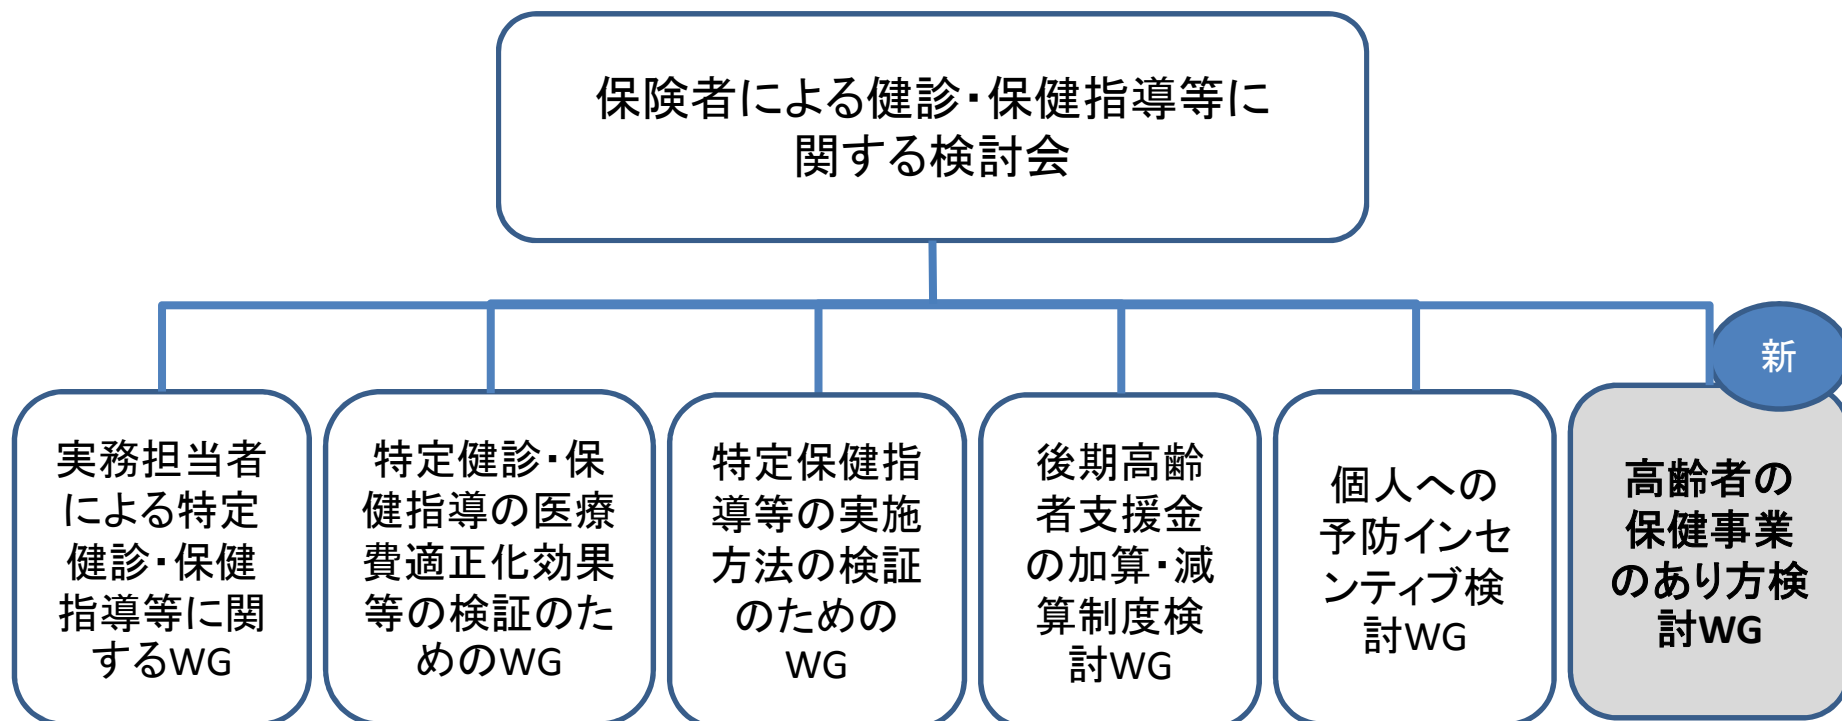 保険者による健診・保健指導等に
関する検討会
新
実務担当者
による特定
健診・保健
指導等に関
するWG
特定健診・保
健指導の医療
費適正化効果
等の検証のた
めのWG
特定保健指
導等の実施
方法の検証
のための
WG
後期高齢
者支援金
の加算・減
算制度検
討WG
個人への
予防インセ
ンティブ検
討WG
高齢者の
保健事業
のあり方検
討WG